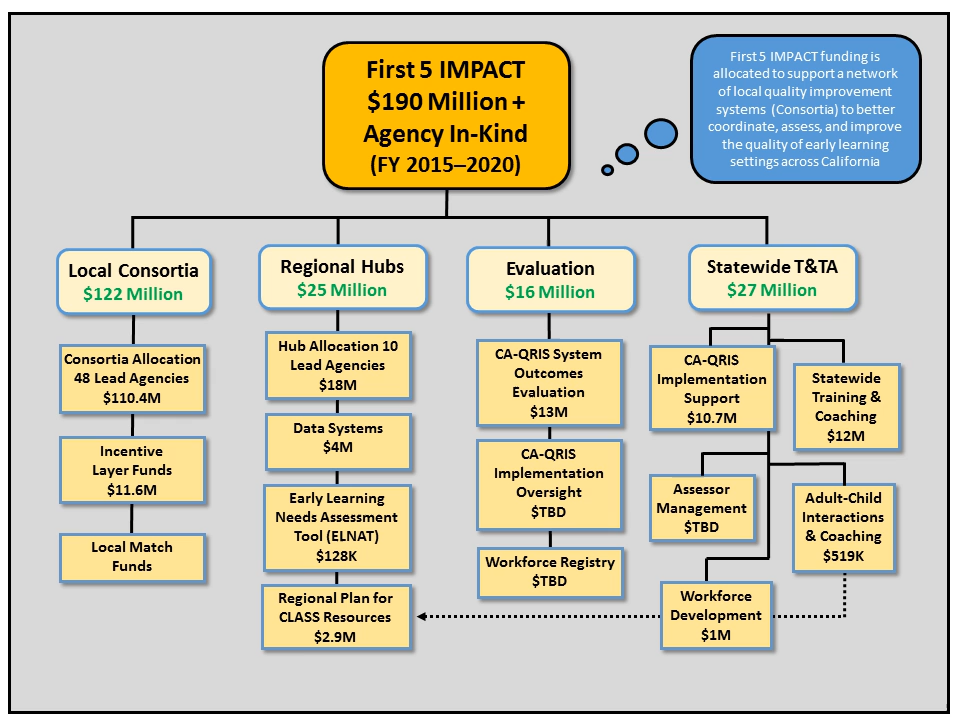 First 5 IMPACT
$190 Million +
Agency In-Kind
(FY 2015–2020)
First 5 IMPACT funding is
allocated to support a network
of local quality improvement
systems (Consortia) to better
coordinate, assess, and improve
the quality of early learning
settings across California
Local Consortia
$122 Million
Consortia Allocation
48 Lead Agencies
$110.4M
Incentive
Layer Funds
$11.6M
Local Match
Funds
Regional Hubs
$25 Million
Hub Allocation 10
Lead Agencies
$18M
Data Systems
$4M
Early Learning
Needs Assessment
Tool (ELNAT)
$128K
Regional Plan for
CLASS Resources
$2.9M
Evaluation
$16 Million
CA-QRIS System
Outcomes
Evaluation
$13M
CA-QRIS
Implementation
Oversight
$TBD
Workforce Registry
$TBD
Statewide T&TA
$27 Million
CA-QRIS
Implementation
Support
$10.7M
Statewide
Training &
Coaching
$12M
Assessor
Management
$TBD
Adult-Child
Interactions
& Coaching
$519K
Workforce
Development
$1M